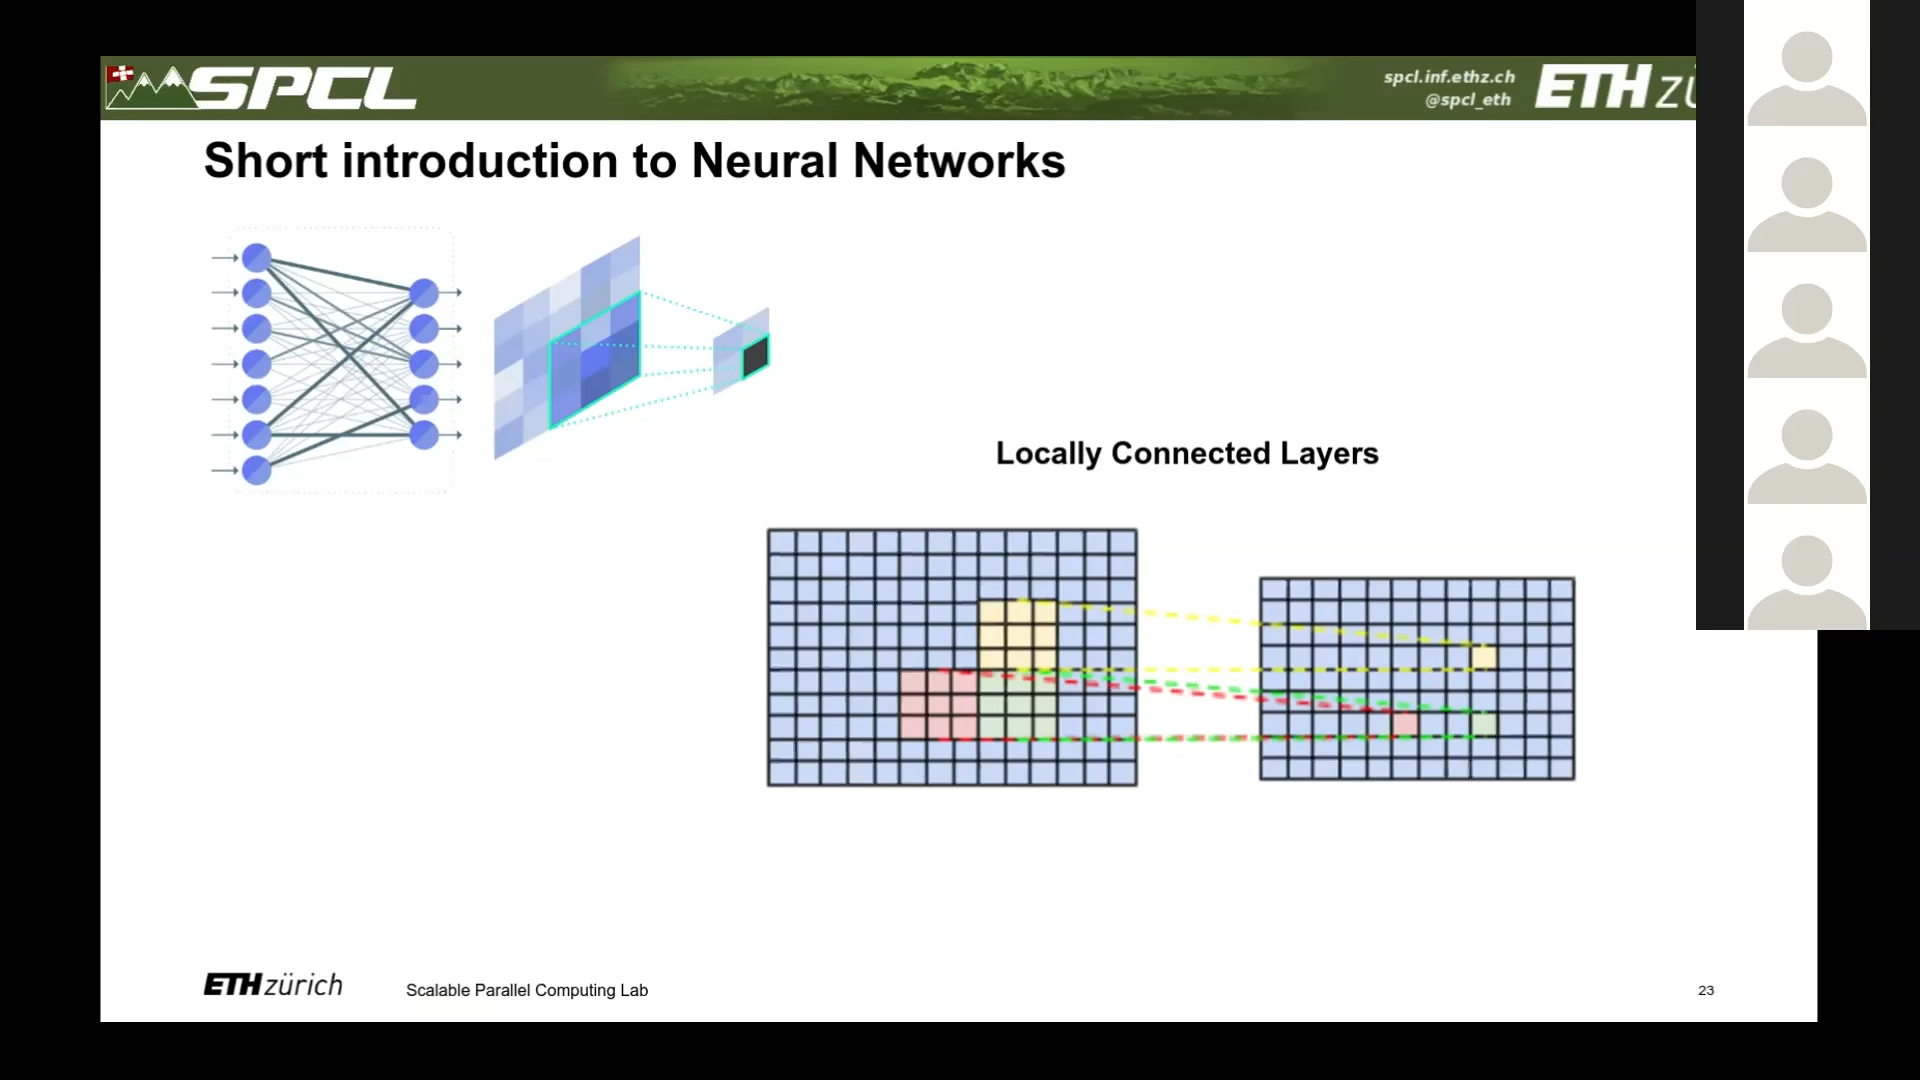 SPCL
spcl.inf.ethz.ch
@spcl_eth
ETH
Short introduction to Neural Networks
Locally Connected Layers
ETH zürich
Scalable Parallel Computing Lab
23